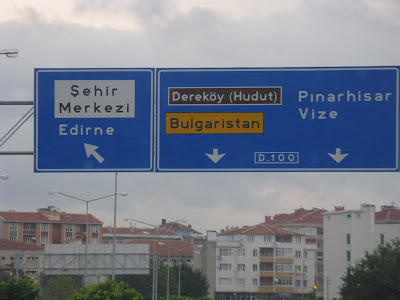 Şehir
Merkezi
Edirne
Dereköy (Hudut)
Bulgaristan
Pınarhisar
Vize
D.100